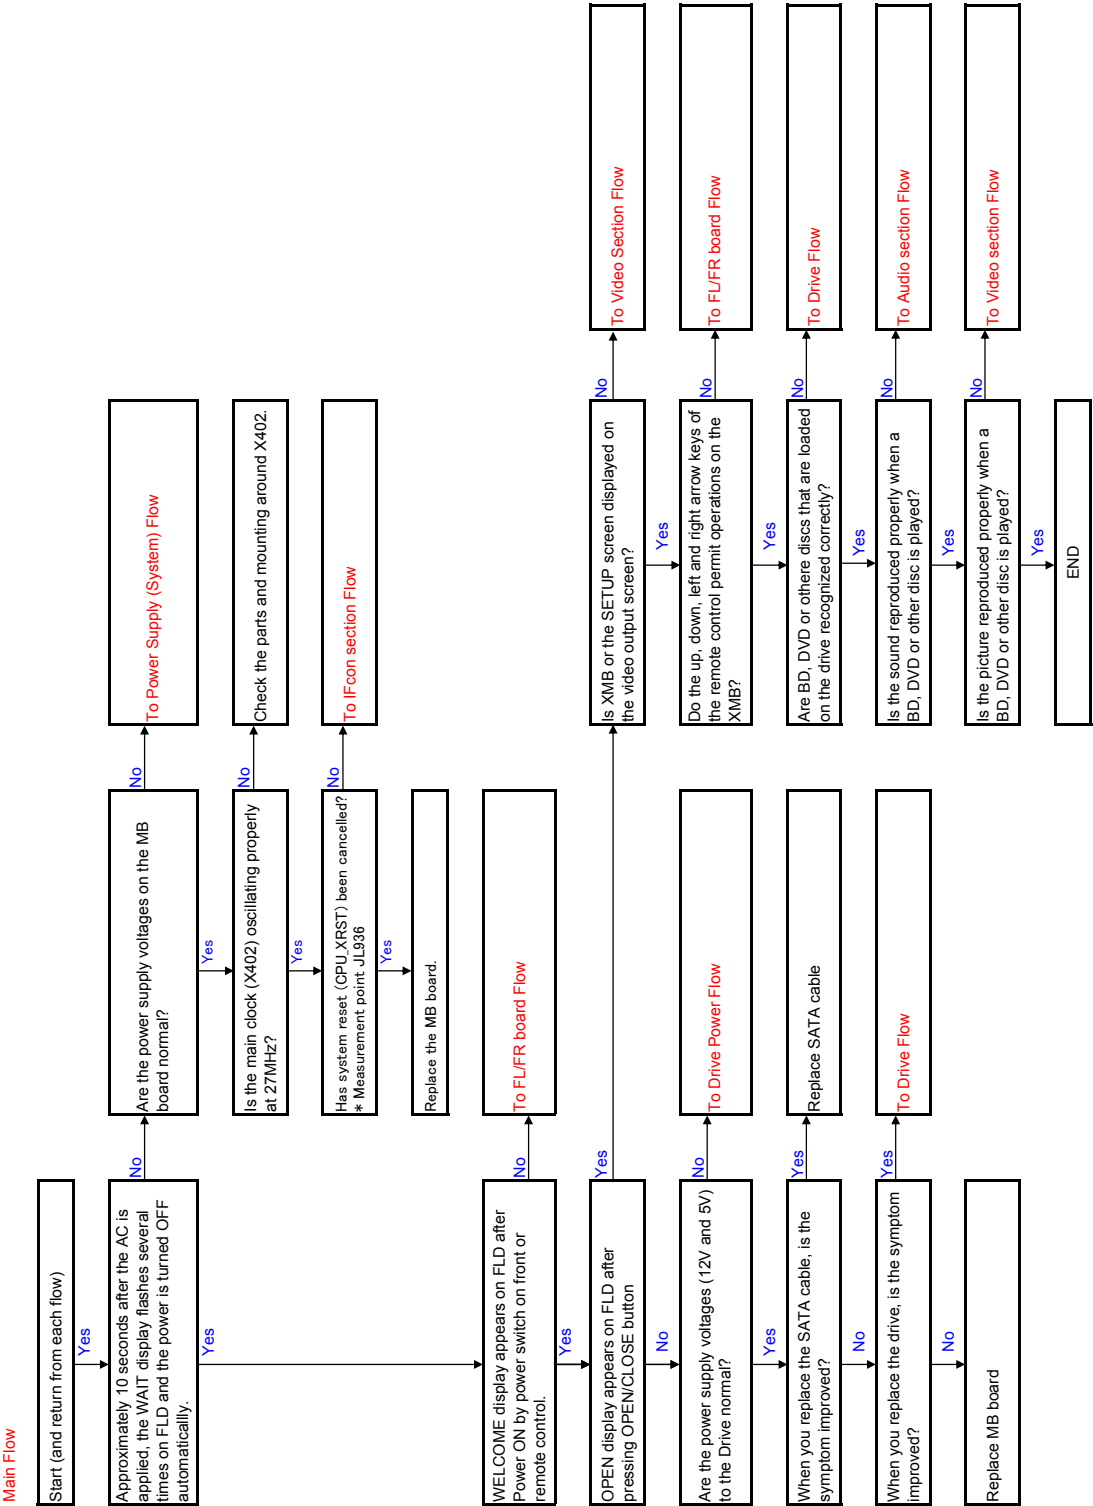 Main Flow
Start (and return from each flow)
Yes
Approximately 10 seconds after the AC is
applied, the WAIT display flashes several
times on FLD and the power is turned OFF
automaticallly.
No
Yes
Are the power supply voltages on the MB
board normal?
No
To Power Supply (System) Flow
Yes
Is the main clock (X402) oscillating properly
at 27MHz?
No
Check the parts and mounting around X402.
Yes
Has system reset (CPU_XRST) been cancelled?
* Measurement point JL936
No
To IFcon section Flow
Yes
Replace the MB board.
WELCOME display appears on FLD after
Power ON by power switch on front or
remote control.
No
To FL/FR board Flow
Yes
OPEN display appears on FLD after
pressing OPEN/CLOSE button
Yes
No
Are the power supply voltages (12V and 5V)
to the Drive normal?
No
To Drive Power Flow
Yes
When you replace the SATA cable, is the
symptom improved?
Yes
Replace SATA cable
No
When you replace the drive, is the symptom
improved?
Yes
To Drive Flow
No
Replace MB board
Is XMB or the SETUP screen displayed on
the video output screen?
No
To Video Section Flow
Yes
Do the up, down, left and right arrow keys of
the remote control permit operations on the
XMB?
No
To FL/FR board Flow
Yes
Are BD, DVD or othere discs that are loaded
on the drive recognized correctly?
No
To Drive Flow
Yes
Is the sound reproduced properly when a
BD, DVD or other disc is played?
No
To Audio section Flow
Yes
Is the picture reproduced properly when a
BD, DVD or other disc is played?
No
To Video section Flow
Yes
END